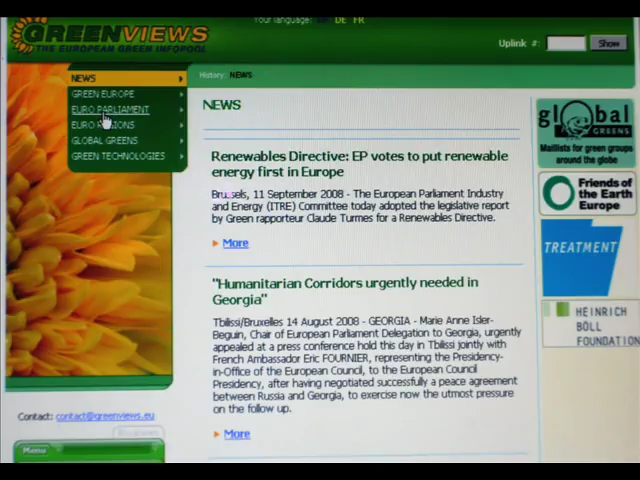 Your language: DE FR
GREENVIEWS
THE EUROPEAN GREEN INFOPOOL
Uplink #: Show
NEWS
GREEN EUROPE
EURO PARLIAMENT
EURO REGIONS
GLOBAL GREENS
GREEN TECHNOLOGIES
History: NEWS
NEWS
Renewables Directive: EP votes to put renewable
energy first in Europe
Brussels, 11 September 2008 - The European Parliament Industry
and Energy (ITRE) Committee today adopted the legislative report
by Green rapporteur Claude Turmes for a Renewables Directive.
More
"Humanitarian Corridors urgently needed in
Georgia"
Tbilissi/Bruxelles 14 August 2008 - GEORGIA - Marie Anne Isler-
Beguin, Chair of European Parliament Delegation to Georgia, urgently
appealed at a press conference hold this day in Tbilissi jointly with
French Ambassador Eric FOURNIER, representing the Presidency-
in-Office of the European Council, to the European Council
Presidency, after having negotiated successfully a peace agreement
between Russia and Georgia, to exercise now the utmost pressure
on the follow up.
More
global
GREENS
Maillists for green groups
around the globe
Friends of
the Earth
Europe
TREATMENT
HEINRICH
BÖLL
FOUNDATION
Contact: contact@greenviews.eu
Menu